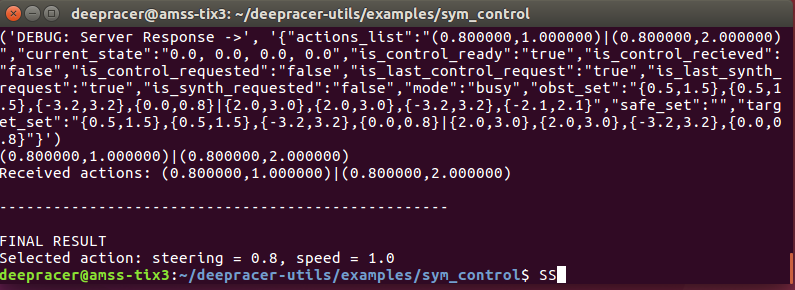 deepracer@amss-tix3: ~/deepracer-utils/examples/sym_control
('DEBUG: Server Response ->', '{"actions_list":"(0.800000,1.000000)|(0.800000,2.000000)
","current_state":"0.0, 0.0, 0.0, 0.0","is_control_ready":"true","is_control_recieved":
"false","is_control_requested":"false","is_last_control_request":"true","is_last_synth_
request":"true","is_synth_requested":"false","mode":"busy","obst_set":"{0.5,1.5},{0.5,1
.5},{-3.2,3.2},{0.0,0.8}|{2.0,3.0},{2.0,3.0},{-3.2,3.2},{-2.1,2.1}","safe_set":"","targ
et_set":"{0.5,1.5},{0.5,1.5},{-3.2,3.2},{0.0,0.8}|{2.0,3.0},{2.0,3.0},{-3.2,3.2},{0.0,0
.8}"}')
(0.800000,1.000000)|(0.800000,2.000000)
Received actions: (0.800000,1.000000)|(0.800000,2.000000)
--------------------------------------------------
FINAL RESULT
Selected action: steering = 0.8, speed = 1.0
deepracer@amss-tix3:~/deepracer-utils/examples/sym_control$ SS